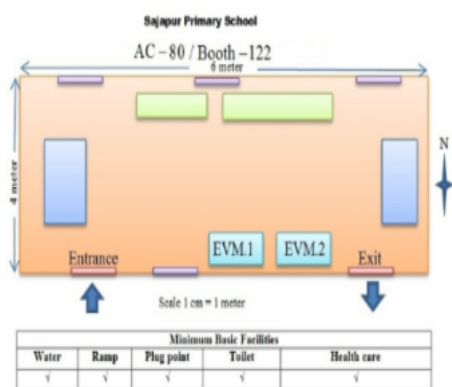 Sajapur Primary School
AC – 80 / Booth – 122
6 meter
4 meter
N
EVM.1
EVM.2
Entrance
Exit
Scale 1 cm = 1 meter
Minimum Basic Facilities
Water Ramp Plug point Toilet Health care
√ √ √ √ √